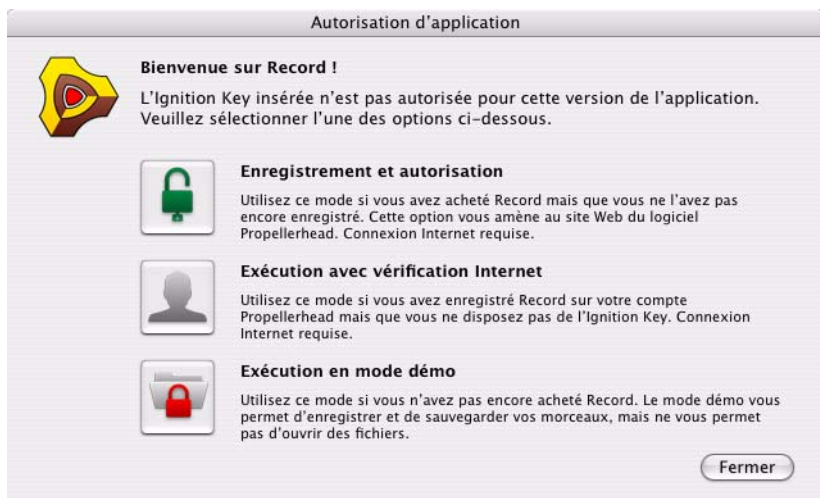 Autorisation d'application
Bienvenue sur Record !
L'Ignition Key insérée n'est pas autorisée pour cette version de l'application.
Veuillez sélectionner l'une des options ci-dessous.
Enregistrement et autorisation
Utilisez ce mode si vous avez acheté Record mais que vous ne l'avez pas
encore enregistré. Cette option vous amène au site Web du logiciel
Propellerhead. Connexion Internet requise.
Exécution avec vérification Internet
Utilisez ce mode si vous avez enregistré Record sur votre compte
Propellerhead mais que vous ne disposez pas de l'Ignition Key. Connexion
Internet requise.
Exécution en mode démo
Utilisez ce mode si vous n'avez pas encore acheté Record. Le mode démo vous
permet d'enregistrer et de sauvegarder vos morceaux, mais ne vous permet
pas d'ouvrir des fichiers.
Fermer